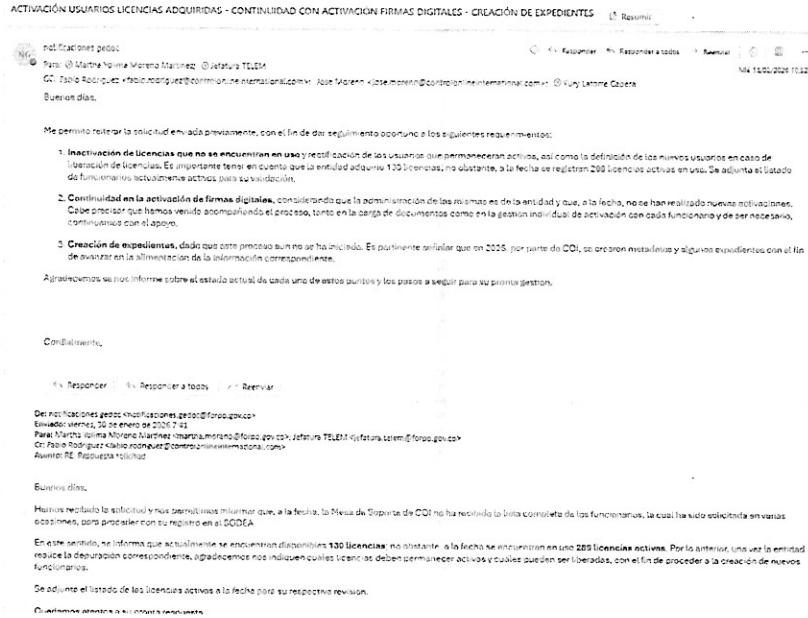 ACTIVACIÓN USUARIOS LICENCIAS ADQUIRIDAS - CONTINUIDAD CON ACTIVACIÓN FIRMAS DIGITALES - CREACIÓN DE EXPEDIENTES Resumir
NG
notificaciones gedoc
Responder Responder a todos Reenviar
Para: Martha Yolima Moreno Martinez; Jefatura TELEM
CC: Fabio Rodriguez <fabio.rodriguez@controlonlineinternational.com>; Jose Moreno <jose.moreno@controlonlineinternational.com>; Yury Latorre Capera
2026 10:32
Buenos días,
Me permito reiterar la solicitud enviada previamente, con el fin de dar seguimiento oportuno a los siguientes requerimientos:
1. Inactivación de licencias que no se encuentran en uso y rectificación de los usuarios que permanecerán activos, así como la definición de los nuevos usuarios en caso de
liberación de licencias. Es importante tener en cuenta que la entidad adquirió 130 licencias; no obstante, a la fecha se registran licencias activas en uso. Se adjunta el listado
de funcionarios actualmente activos para su validación.
2. Continuidad en la activación de firmas digitales, considerando que la administración de las mismas es de la entidad y que, a la fecha, no se han realizado nuevas activaciones.
Cabe precisar que hemos venido acompañando el proceso, tanto en la carga de documentos como en la gestión individual de activación con cada funcionario y de ser necesario,
continuamos con el apoyo.
3. Creación de expedientes, dado que este proceso aún no se ha iniciado. Es pertinente señalar que en por parte de COI, se crearon metadatos y algunos expedientes con el fin
de avanzar en la alimentación de la información correspondiente.
Agradecemos se nos informe sobre el estado actual de cada uno de estos puntos y los pasos a seguir para su pronta gestión.
Cordialmente,
Responder Responder a todos Reenviar
De: notificaciones gedoc <notificaciones.gedoc@forpo.gov.co>
Enviado: viernes, 30 de enero de 2026 7:41
Para: Martha Yolima Moreno Martinez <martha.moreno@forpo.gov.co>; Jefatura TELEM <jefatura.telem@forpo.gov.co>
Cc: Fabio Rodriguez <fabio.rodriguez@controlonlineinternational.com>
Asunto: RE: Respuesta solicitud
Buenos días,
Hemos recibido la solicitud y nos permitimos informar que, a la fecha, la Mesa de Soporte de COI no ha recibido la lista completa de los funcionarios, la cual ha sido solicitada en varias
ocasiones, para proceder con su registro en el SGDEA.
En este sentido, se informa que actualmente se encuentran disponibles 130 licencias; no obstante, a la fecha se encuentran en uso licencias activas. Por lo anterior, una vez la entidad
realice la depuración correspondiente, agradecemos nos indiquen cuáles licencias deben permanecer activas y cuáles pueden ser liberadas, con el fin de proceder a la creación de nuevos
funcionarios.
Se adjunta el listado de las licencias activas a la fecha para su respectiva revisión.
Quedamos atentos a su pronta respuesta